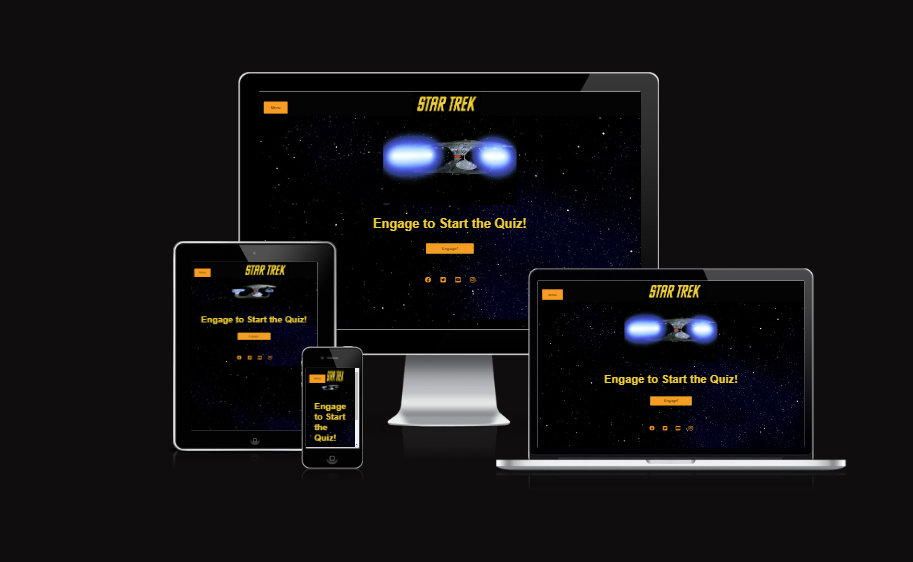 Menu
STAR TREK
Engage to Start the Quiz!
Engage!
Menu
STAR TREK
Engage to Start the Quiz!
Menu
STAR TREK
Engage
to Start
the
Quiz!
Menu
STAR TREK
Engage to Start the Quiz!
Engage!